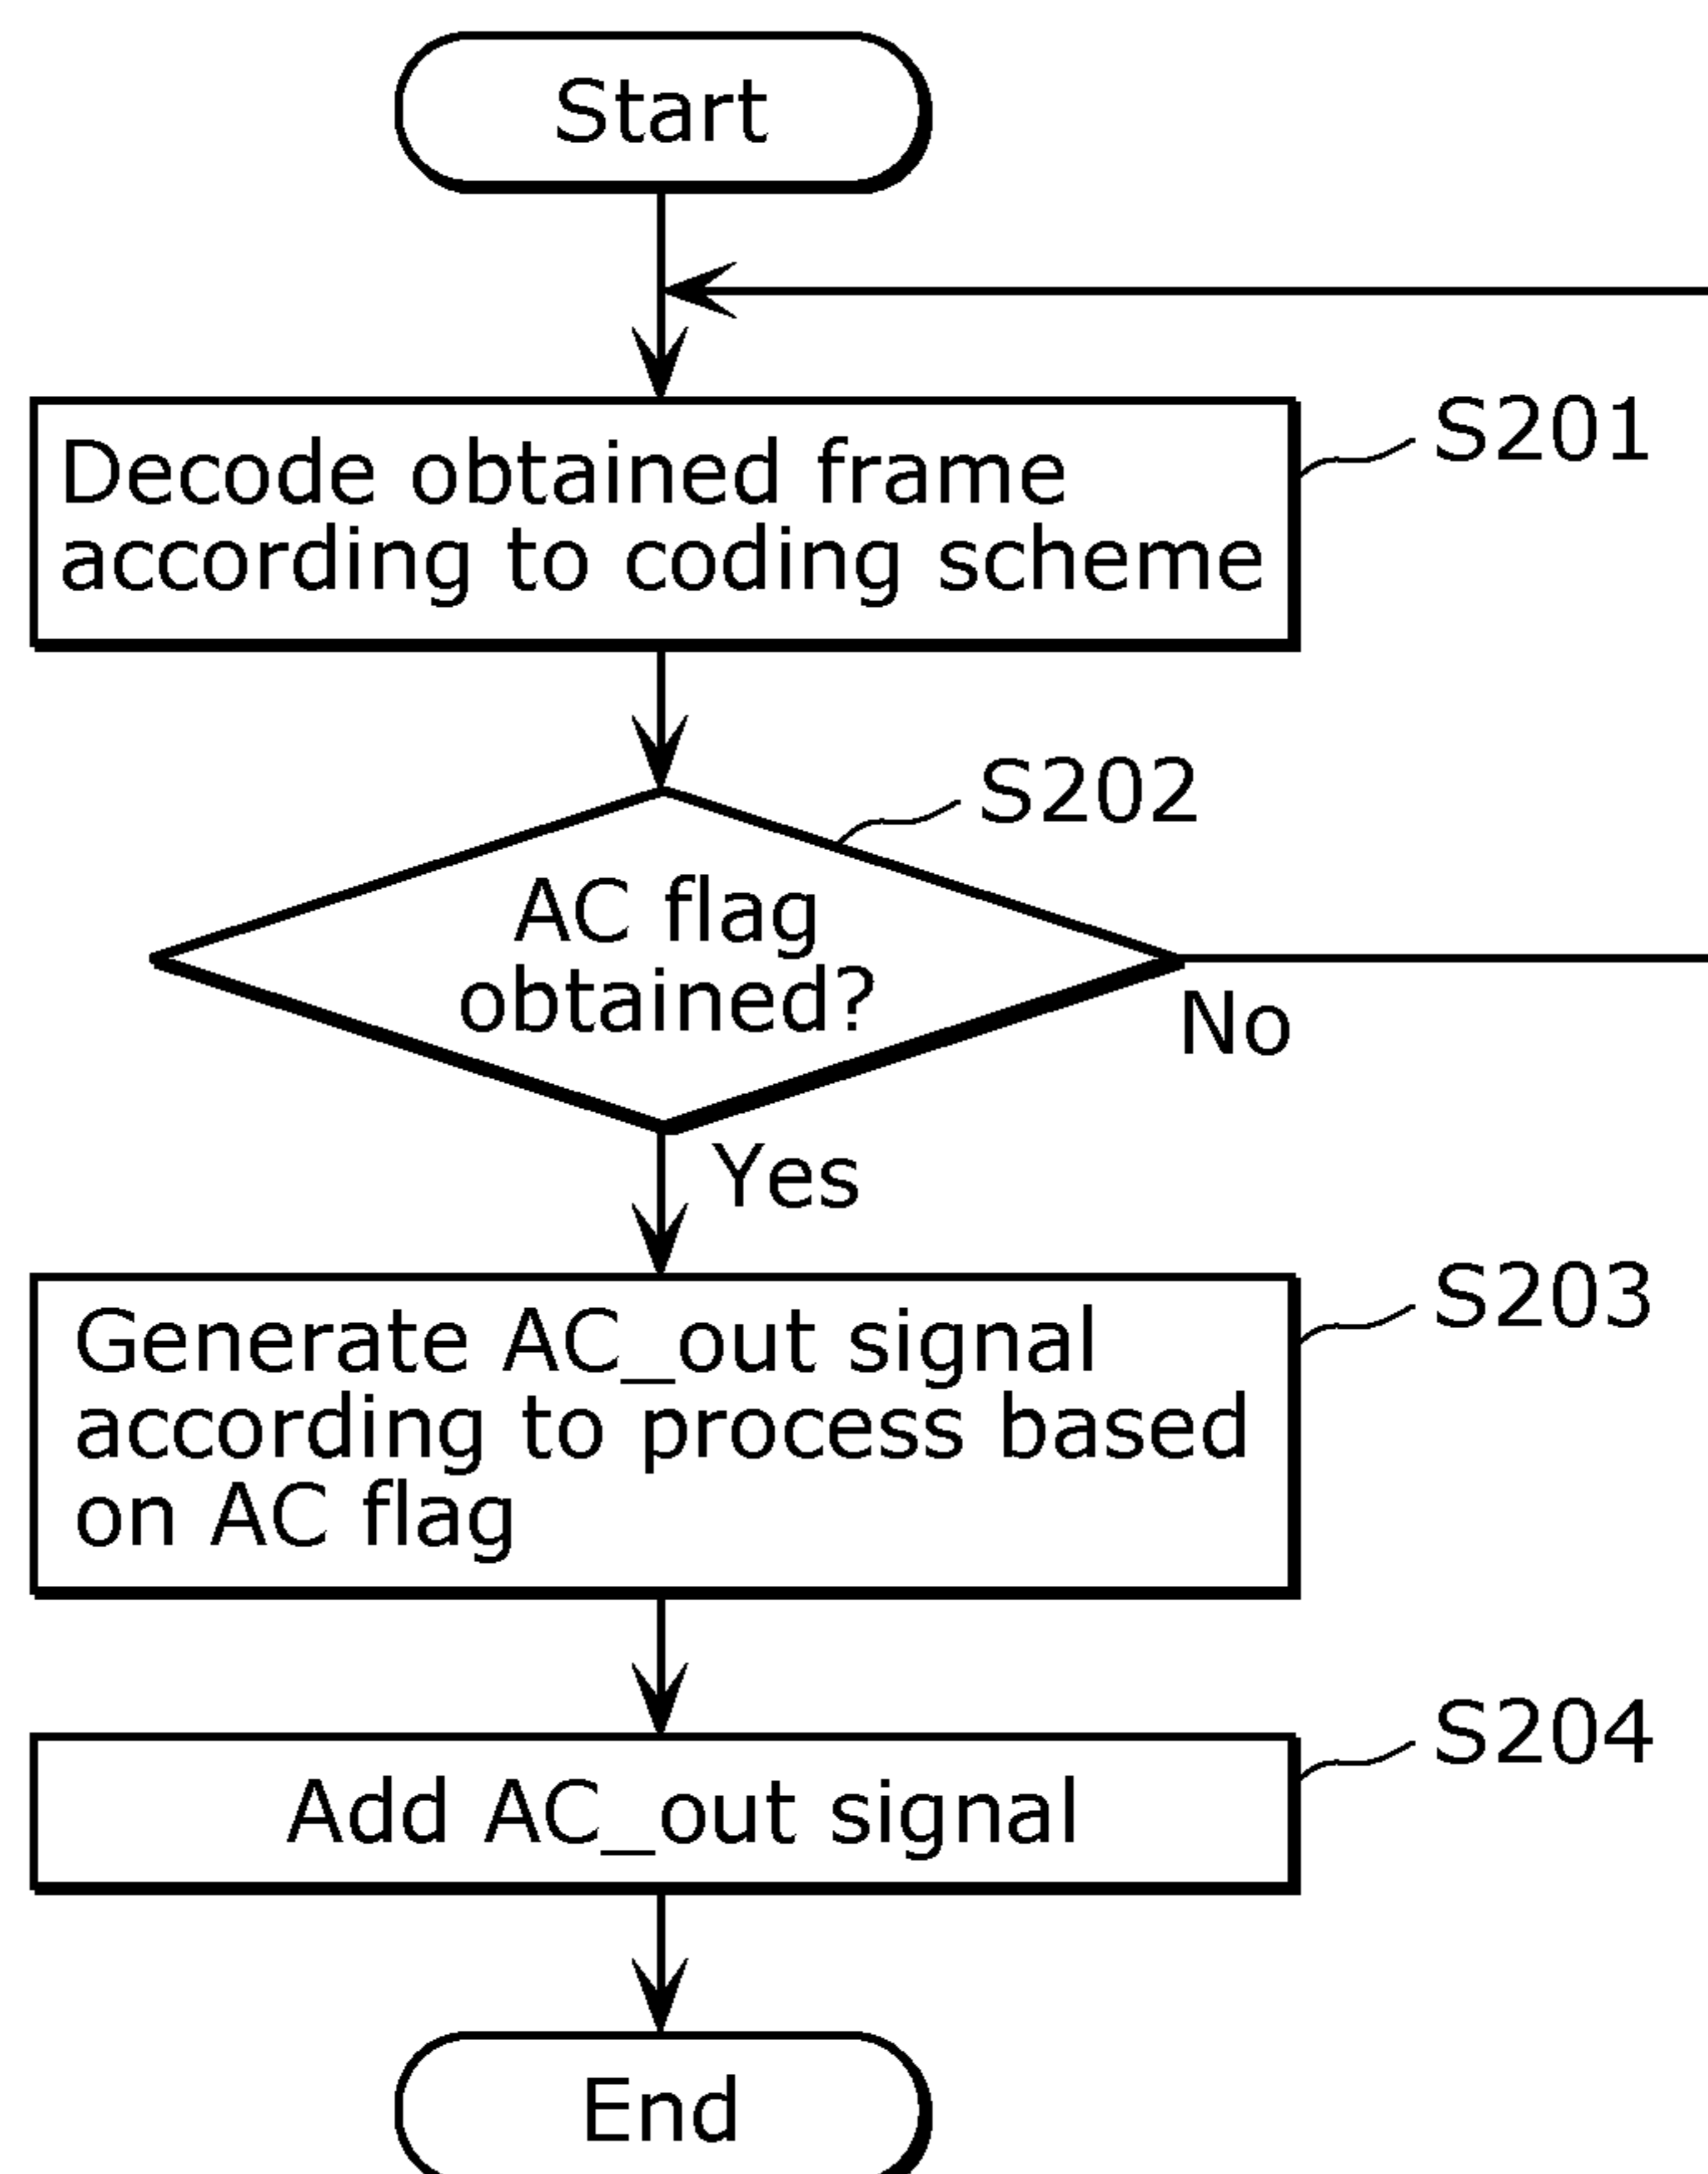 Start
S201
Decode obtained frame
according to coding scheme
S202
AC flag
obtained?
No
Yes
S203
Generate AC_out signal
according to process based
on AC flag
S204
Add AC_out signal
End